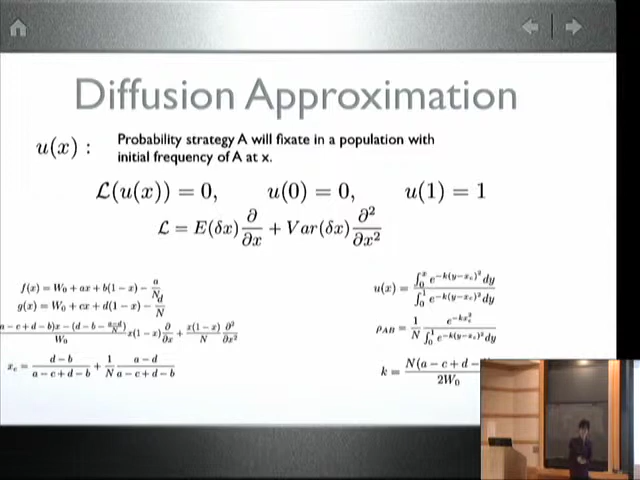 Diffusion Approximation
u(x) :
Probability strategy A will fixate in a population with
initial frequency of A at x.
ℒ(u(x)) = 0, u(0) = 0, u(1) = 1
ℒ = E(δx) ∂/∂x + Var(δx) ∂²/∂x²
f(x) = W₀ + ax + b(1 − x) − a/N
g(x) = W₀ + cx + d(1 − x) − d/N
a − c + d − b)x − (d − b − (a−d)/N) / W₀ x(1 − x) ∂/∂x + x(1 − x)/N ∂²/∂x²
x_c = (d − b)/(a − c + d − b) + 1/N (a − d)/(a − c + d − b)
u(x) = ∫₀ˣ e^(−k(y−x_c)²) dy / ∫₀¹ e^(−k(y−x_c)²) dy
ρ_AB = 1/N e^(−kx_c²) / ∫₀¹ e^(−k(y−x_c)²) dy
k = N(a − c + d − / 2W₀